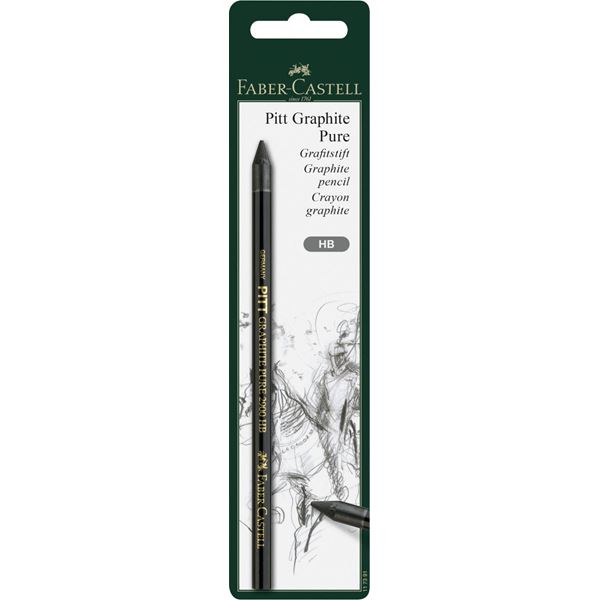 FABER-CASTELL
since 1761
Pitt Graphite
Pure
Grafitstift
Graphite
pencil
Crayon
graphite
HB
GERMANY PITT GRAPHITE PURE 2900 HB FABER-CASTELL